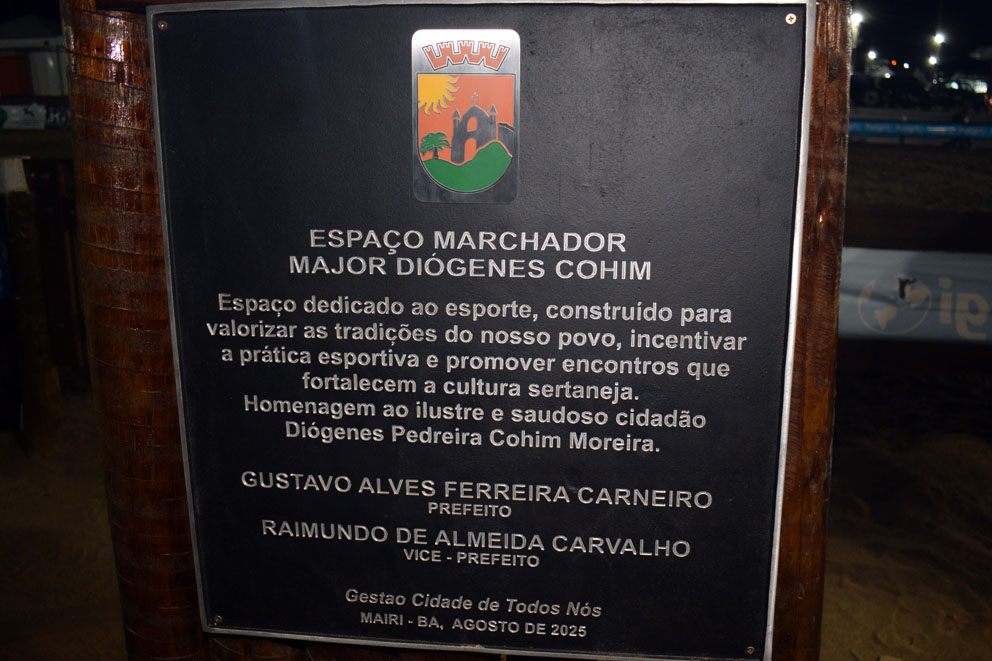 ESPAÇO MARCHADOR
MAJOR DIÓGENES COHIM
Espaço dedicado ao esporte, construído para
valorizar as tradições do nosso povo, incentivar
a prática esportiva e promover encontros que
fortalecem a cultura sertaneja.
Homenagem ao ilustre e saudoso cidadão
Diógenes Pedreira Cohim Moreira.
GUSTAVO ALVES FERREIRA CARNEIRO
PREFEITO
RAIMUNDO DE ALMEIDA CARVALHO
VICE - PREFEITO
Gestao Cidade de Todos Nós
MAIRI - BA, AGOSTO DE 2025